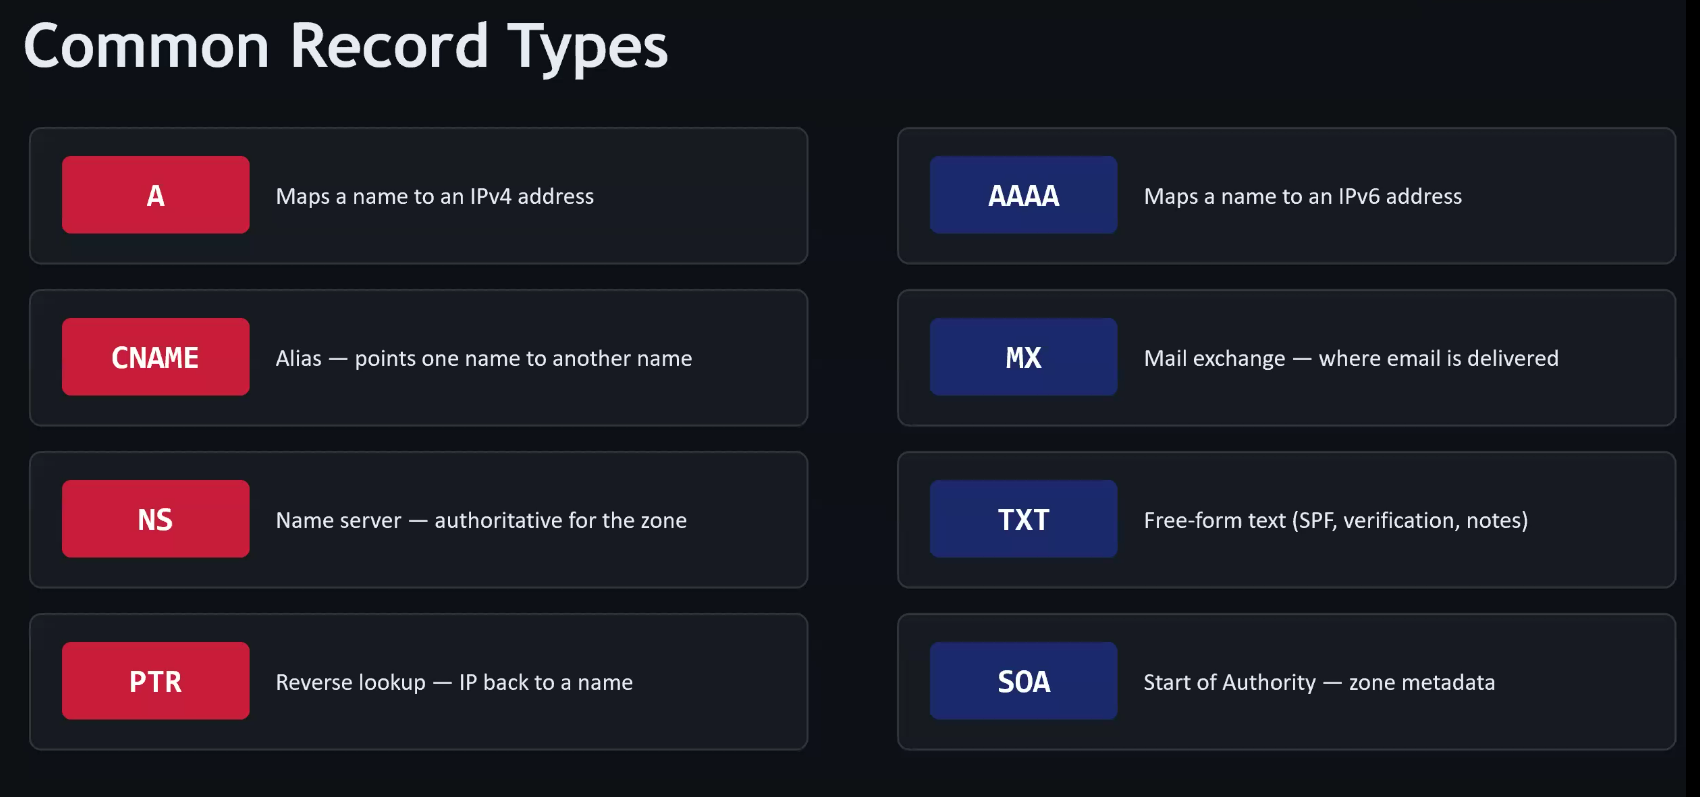 Common Record Types
A
Maps a name to an IPv4 address
AAAA
Maps a name to an IPv6 address
CNAME
Alias — points one name to another name
MX
Mail exchange — where email is delivered
NS
Name server — authoritative for the zone
TXT
Free-form text (SPF, verification, notes)
PTR
Reverse lookup — IP back to a name
SOA
Start of Authority — zone metadata